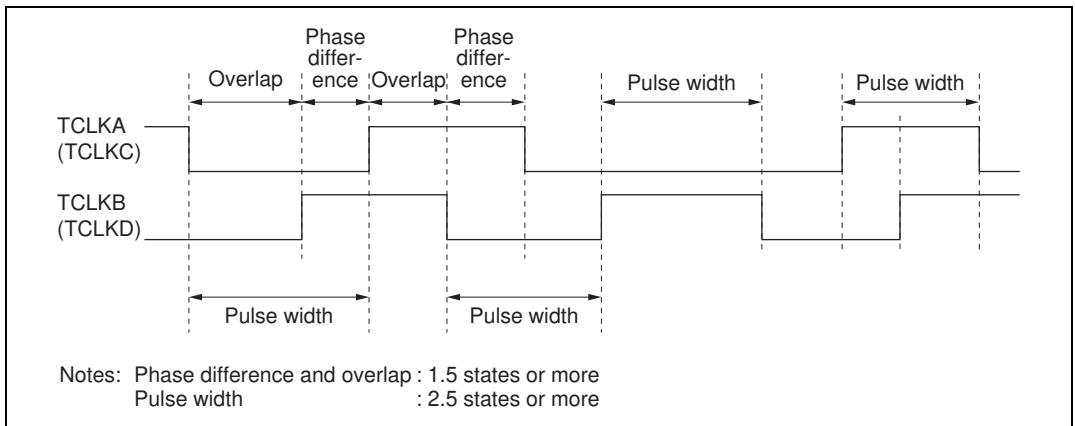 Phase
differ-
ence
Phase
differ-
ence
Overlap
Overlap
Pulse width
Pulse width
TCLKA
(TCLKC)
TCLKB
(TCLKD)
Pulse width
Pulse width
Notes: Phase difference and overlap : 1.5 states or more
Pulse width : 2.5 states or more